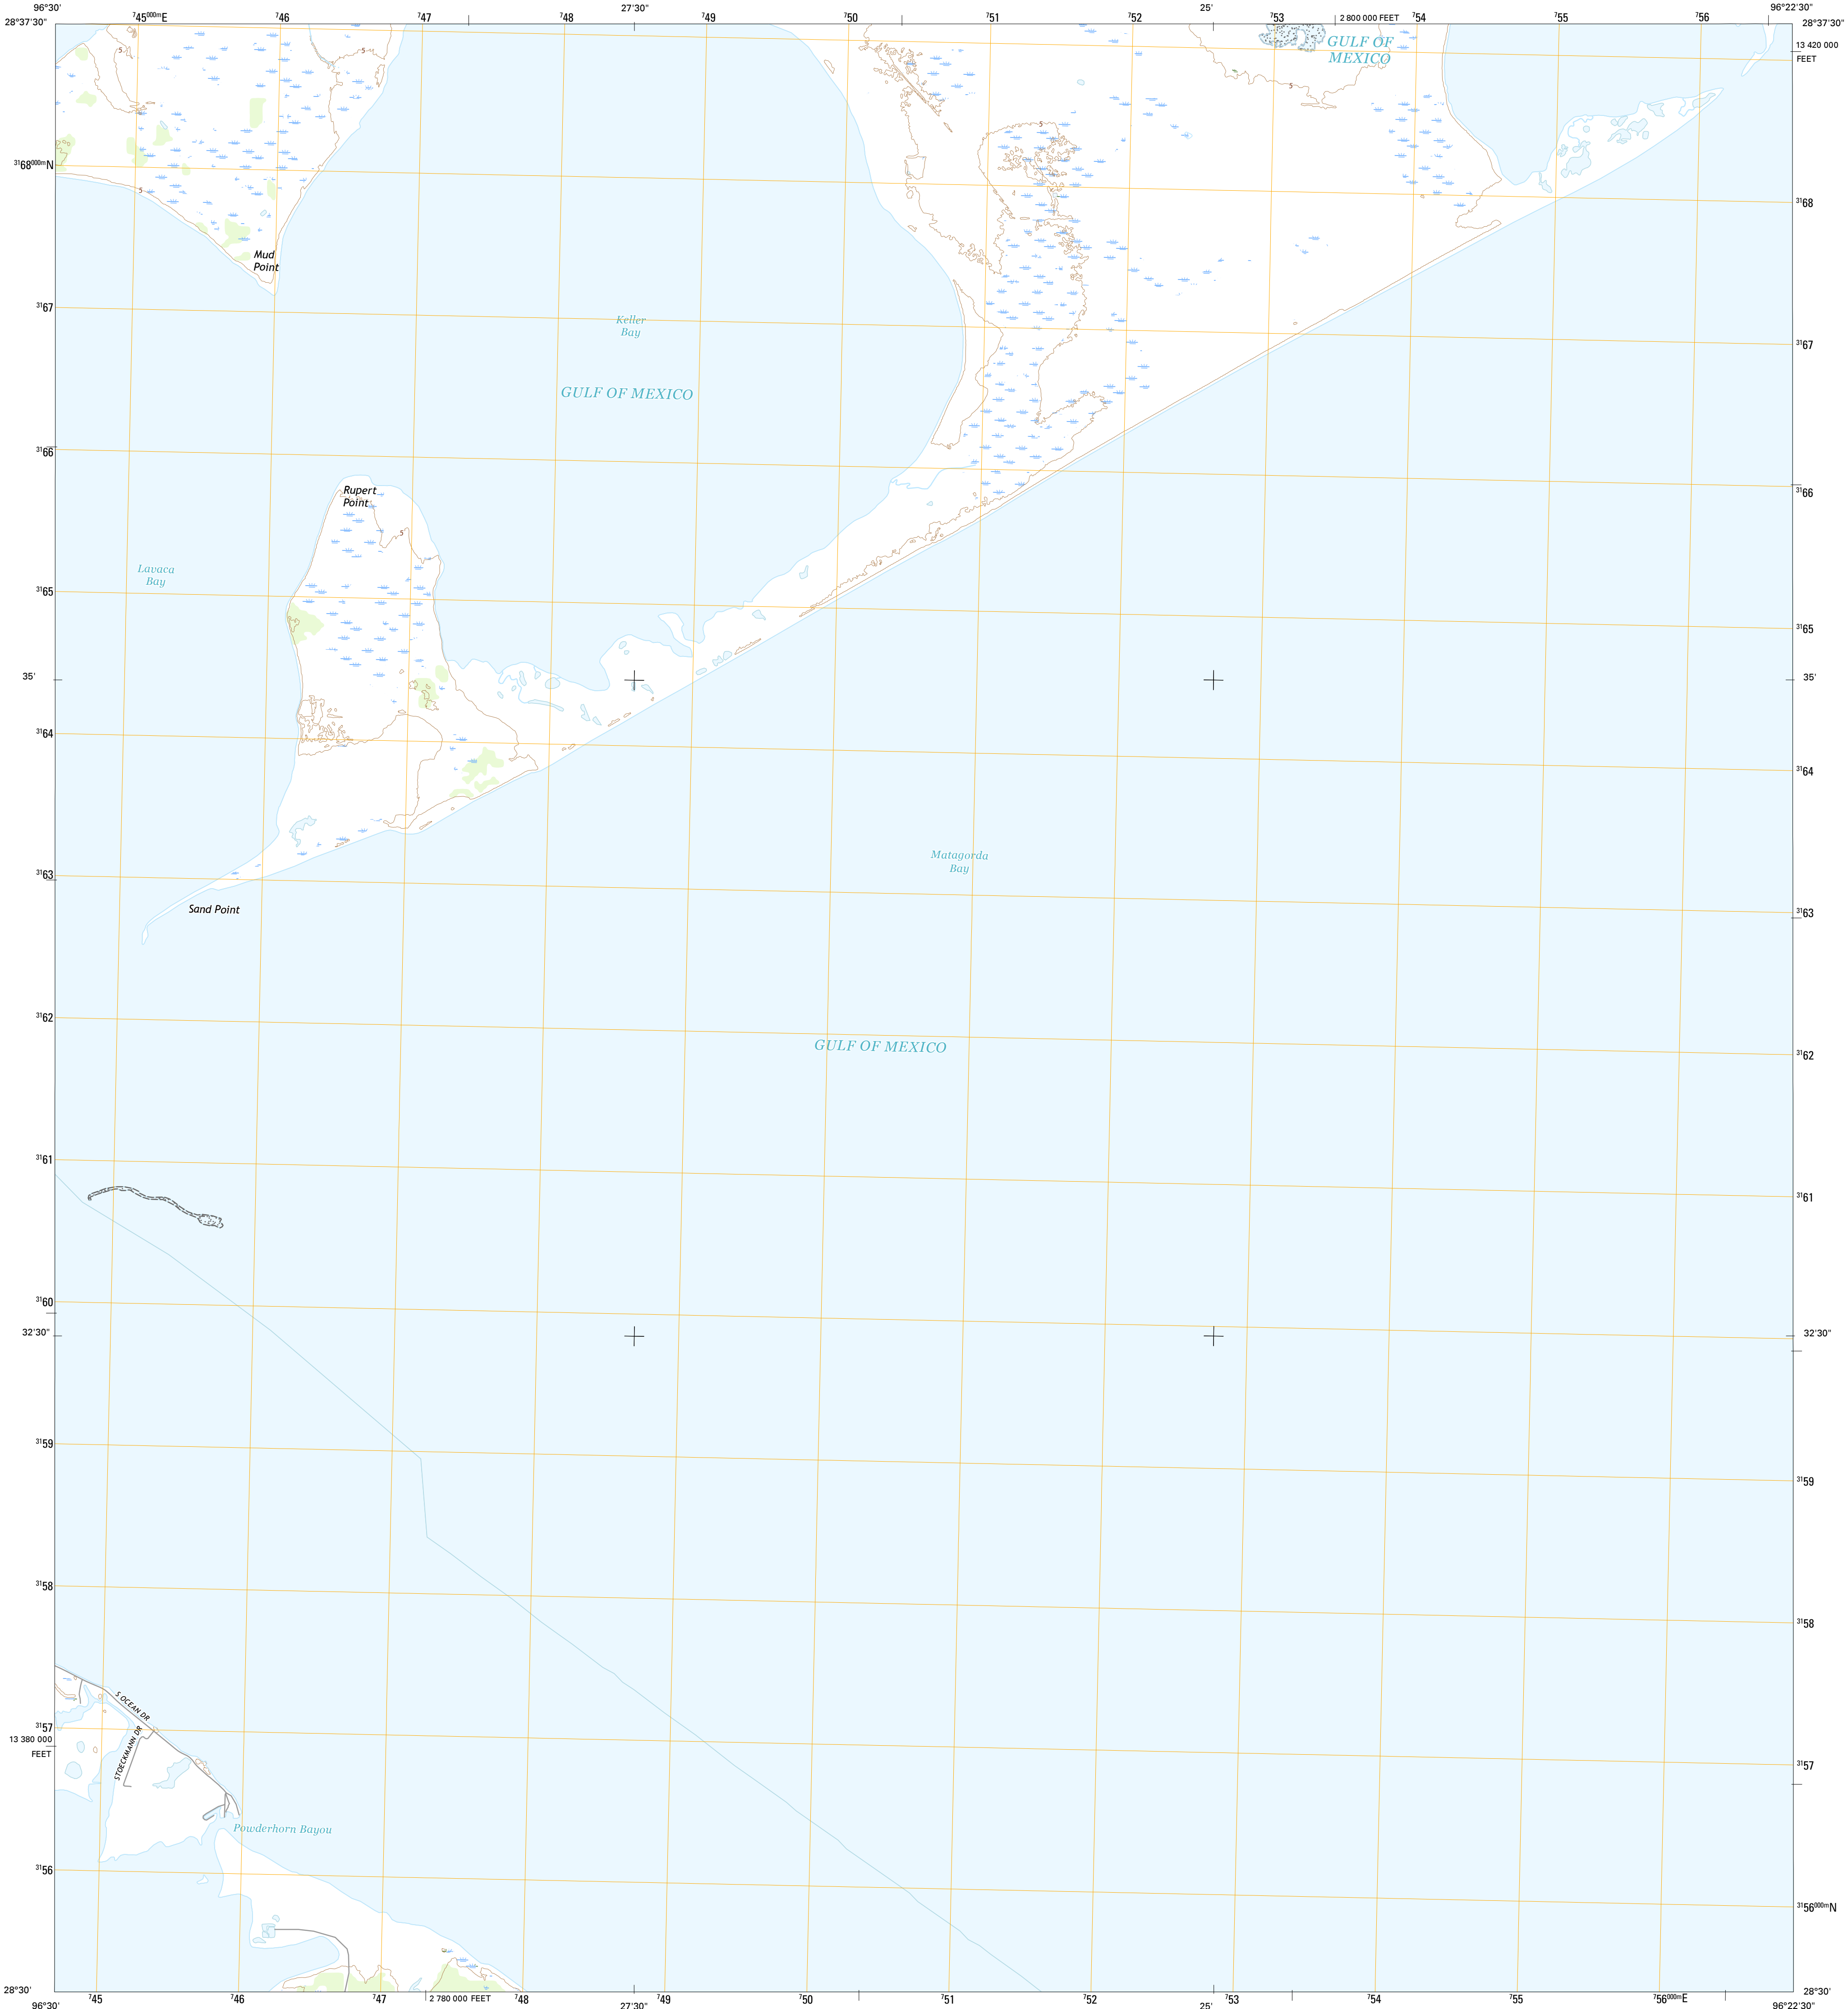 96°30' ⁷45⁰⁰⁰ᵐE ⁷46 ⁷47 ⁷48 27'30" ⁷49 ⁷50 ⁷51 ⁷52 25' ⁷53 2 800 000 FEET ⁷54 ⁷55 ⁷56 96°22'30"
28°37'30" 28°37'30"
5 5
GULF OF
MEXICO
13 420 000
FEET
5
5
³¹68⁰⁰⁰ᵐN
5
³¹68
Mud
Point
³¹67
Keller
Bay
³¹67
GULF OF MEXICO
³¹66
Rupert
Point
³¹66
5
Lavaca
Bay
³¹65
³¹65
35' 35'
³¹64
³¹64
Matagorda
Bay
³¹63
Sand Point
³¹63
³¹62
GULF OF MEXICO
³¹62
³¹61
³¹61
³¹60
32'30" 32'30"
³¹59
³¹59
³¹58
³¹58
S OCEAN DR
³¹57
STOECKMANN DR
13 380 000
FEET
³¹57
Powderhorn Bayou
³¹56
³¹56⁰⁰⁰ᵐN
28°30' 28°30'
96°30' ⁷45 ⁷46 ⁷47 2 780 000 FEET ⁷48 27'30" ⁷49 ⁷50 ⁷51 ⁷52 25' ⁷53 ⁷54 ⁷55 ⁷56⁰⁰⁰ᵐE 96°22'30"